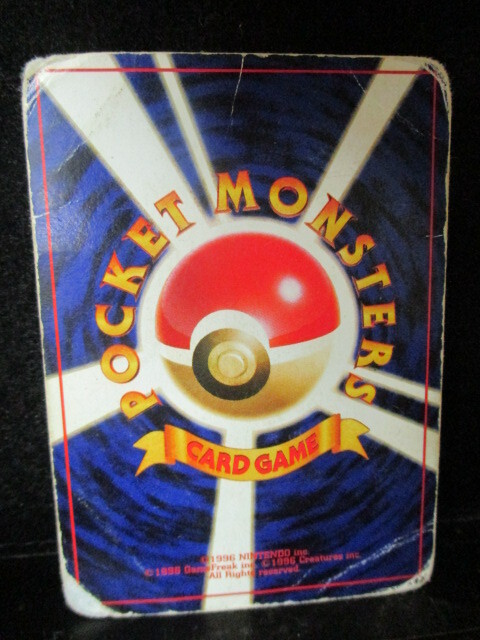 POCKET MONSTERS
CARD GAME
©1996 NINTENDO inc.
©1996 GameFreak inc. ©1996 Creatures inc.
All Rights reserved.